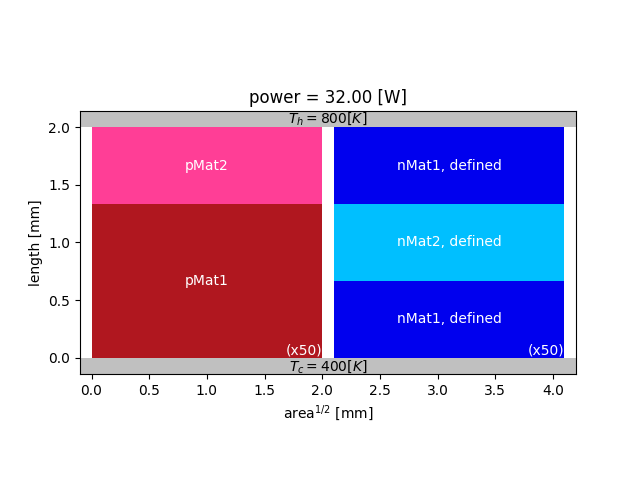 power = 32.00 [W]
T_h = 800[K]
2.0
pMat2
nMat1, defined
1.5
length [mm]
1.0
nMat2, defined
pMat1
0.5
nMat1, defined
(x50)
(x50)
0.0
T_c = 400[K]
0.0 0.5 1.0 1.5 2.0 2.5 3.0 3.5 4.0
area^{1/2} [mm]